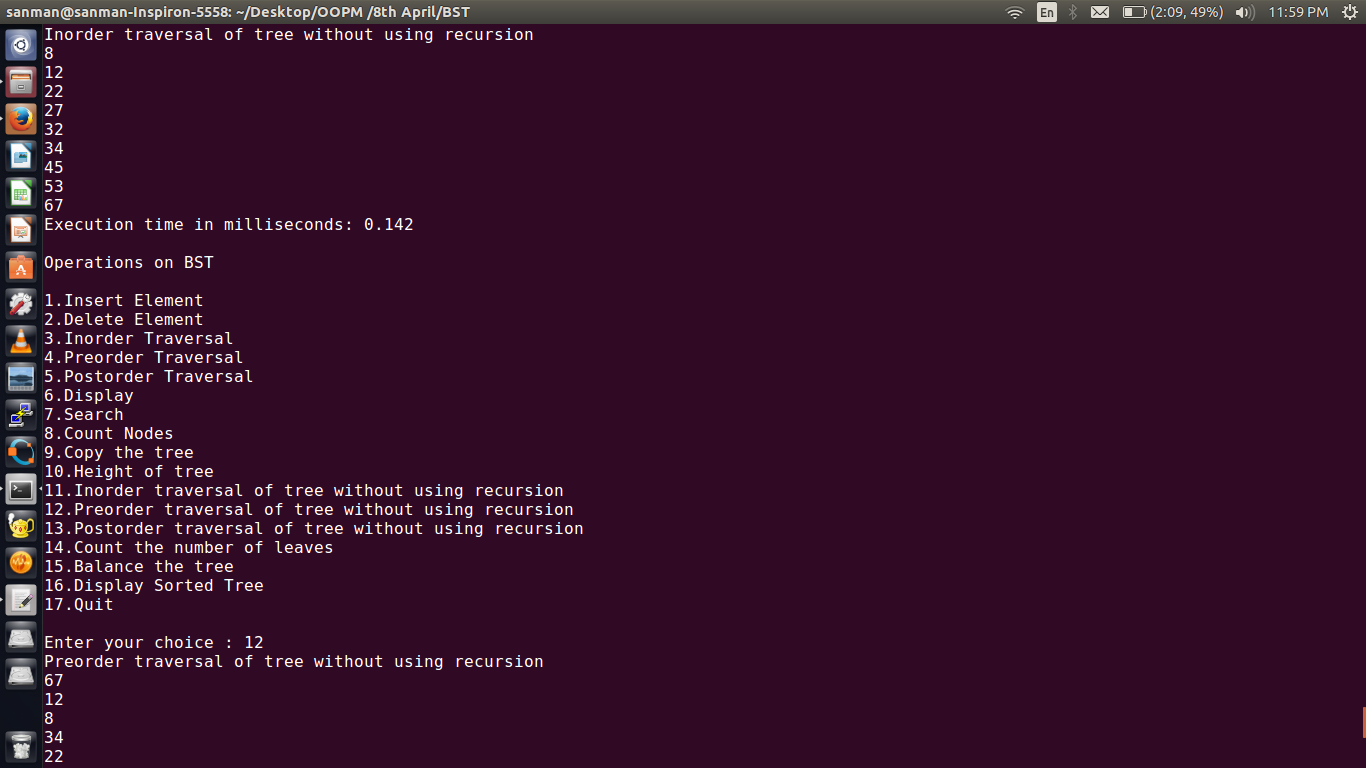 sanman@sanman-Inspiron-5558: ~/Desktop/OOPM /8th April/BST
En
(2:09, 49%)
11:59 PM
Inorder traversal of tree without using recursion
8
12
22
27
32
34
45
53
67
Execution time in milliseconds: 0.142
Operations on BST
1.Insert Element
2.Delete Element
3.Inorder Traversal
4.Preorder Traversal
5.Postorder Traversal
6.Display
7.Search
8.Count Nodes
9.Copy the tree
10.Height of tree
11.Inorder traversal of tree without using recursion
12.Preorder traversal of tree without using recursion
13.Postorder traversal of tree without using recursion
14.Count the number of leaves
15.Balance the tree
16.Display Sorted Tree
17.Quit
Enter your choice : 12
Preorder traversal of tree without using recursion
67
12
8
34
22